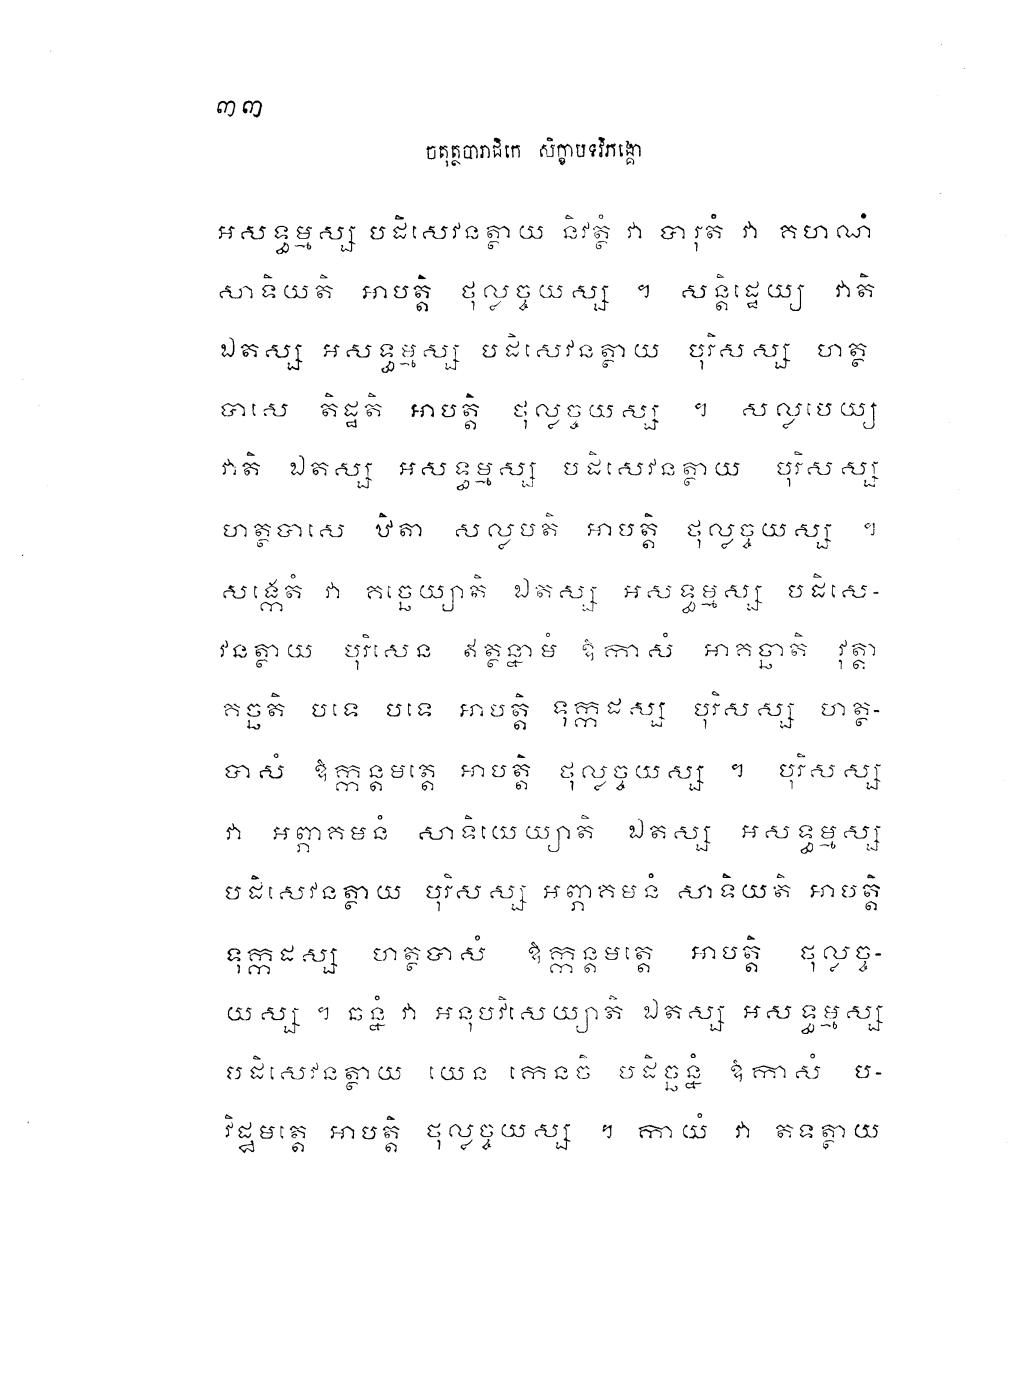 ៣៣
ចតុត្ថបារាជិកេ សិក្ខាបទវិភង្គោ
អសទ្ធម្មស្ស បដិសេវនត្ថាយ និវត្ថំ វា បារុតំ វា គហណំ
សាទិយតិ អាបត្តិ ថុល្លច្ចយស្ស ។ សន្តិដ្ឋេយ្យ វាតិ
ឯតស្ស អសទ្ធម្មស្ស បដិសេវនត្ថាយ បុរិសស្ស ហត្ថ
បាសេ តិដ្ឋតិ អាបត្តិ ថុល្លច្ចយស្ស ។ សល្លបេយ្យ
វាតិ ឯតស្ស អសទ្ធម្មស្ស បដិសេវនត្ថាយ បុរិសស្ស
ហត្ថបាសេ ឋិតា សល្លបតិ អាបត្តិ ថុល្លច្ចយស្ស ។
សង្កេតំ វា គច្ឆេយ្យាតិ ឯតស្ស អសទ្ធម្មស្ស បដិសេ-
វនត្ថាយ បុរិសេន ឥត្ថន្នាមំ ឱកាសំ អាគច្ឆាតិ វុត្តា
គច្ឆតិ បទេ បទេ អាបត្តិ ទុក្កដស្ស បុរិសស្ស ហត្ថ-
បាសំ ឱក្កន្តមត្តេ អាបត្តិ ថុល្លច្ចយស្ស ។ បុរិសស្ស
វា អព្ភាគមនំ សាទិយេយ្យាតិ ឯតស្ស អសទ្ធម្មស្ស
បដិសេវនត្ថាយ បុរិសស្ស អព្ភាគមនំ សាទិយតិ អាបត្តិ
ទុក្កដស្ស ហត្ថបាសំ ឱក្កន្តមត្តេ អាបត្តិ ថុល្លច្ច-
យស្ស ។ ឆន្នំ វា អនុបវិសេយ្យាតិ ឯតស្ស អសទ្ធម្មស្ស
បដិសេវនត្ថាយ យេន កេនចិ បដិច្ឆន្នំ ឱកាសំ ប-
វិដ្ឋមត្តេ អាបត្តិ ថុល្លច្ចយស្ស ។ កាយំ វា តទត្ថាយ